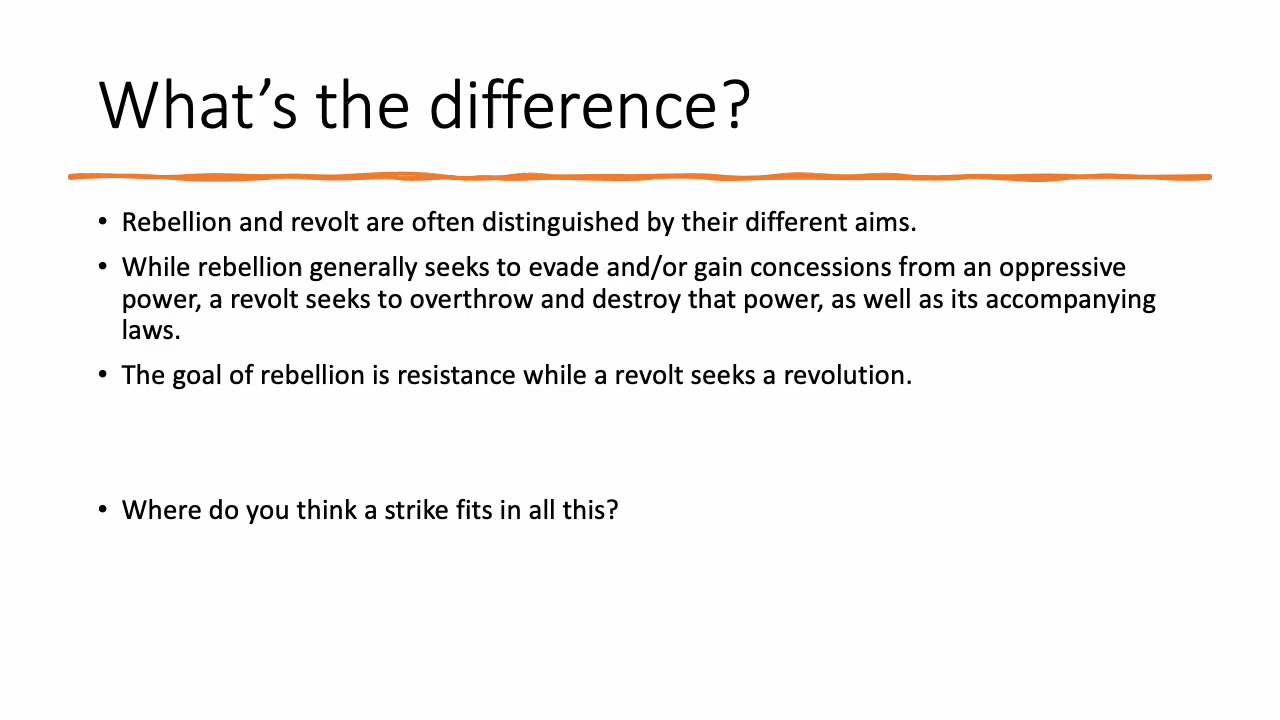 What’s the difference?
• Rebellion and revolt are often distinguished by their different aims.
• While rebellion generally seeks to evade and/or gain concessions from an oppressive
power, a revolt seeks to overthrow and destroy that power, as well as its accompanying
laws.
• The goal of rebellion is resistance while a revolt seeks a revolution.
• Where do you think a strike fits in all this?